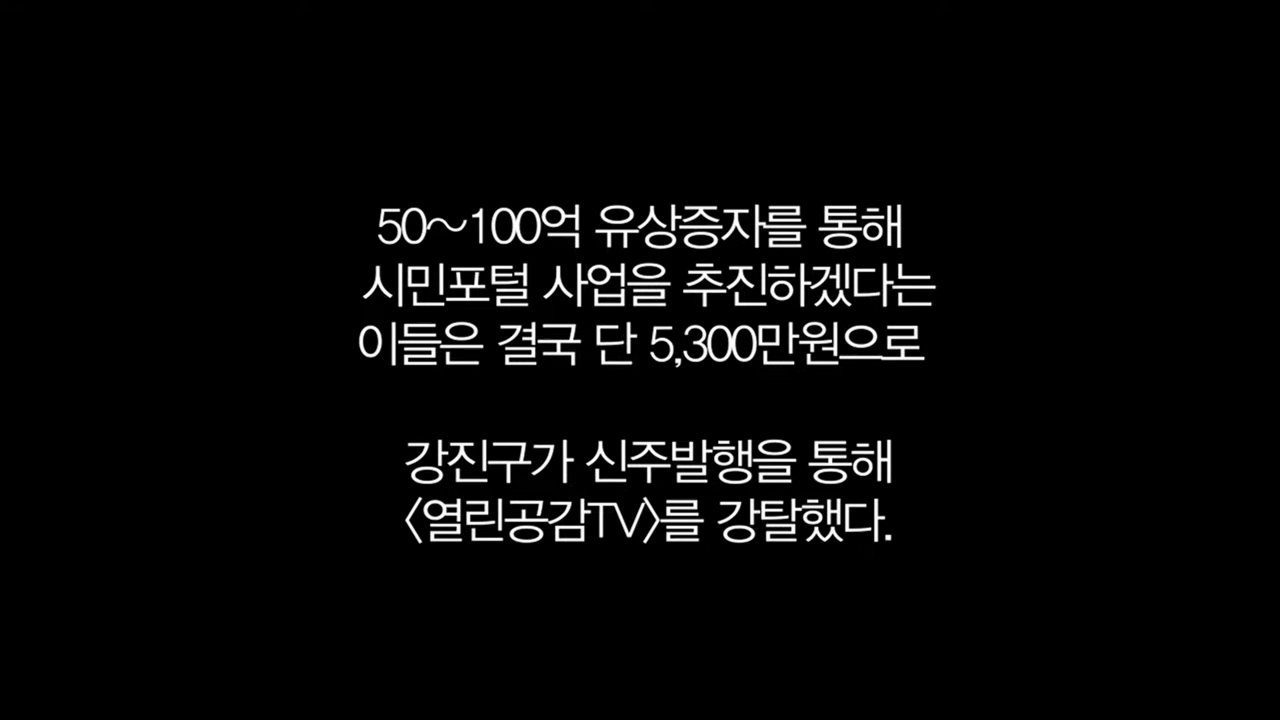 50～100억 유상증자를 통해
시민포털 사업을 추진하겠다는
이들은 결국 단 5,300만원으로
강진구가 신주발행을 통해
<열린공감TV>를 강탈했다.